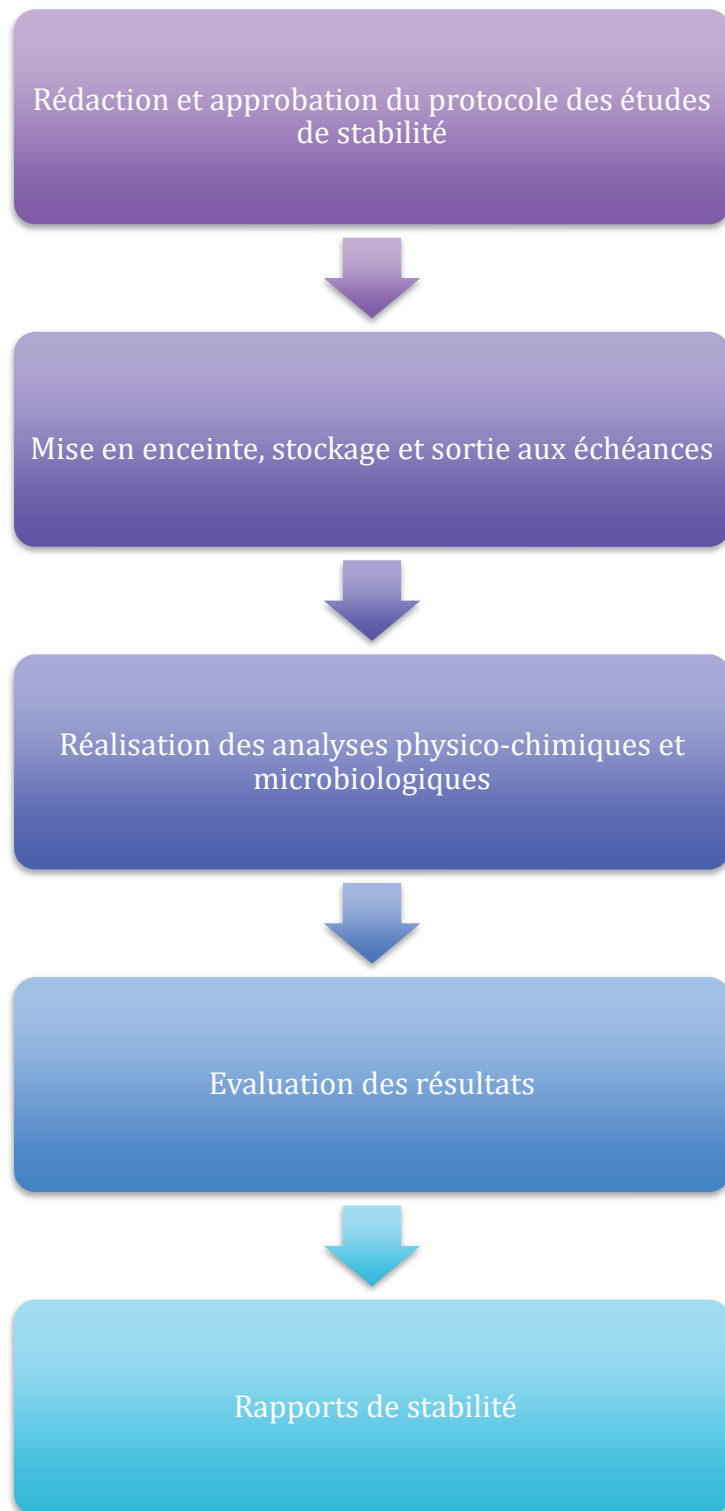 Rédaction et approbation du protocole des études
de stabilité
Mise en enceinte, stockage et sortie aux échéances
Réalisation des analyses physico-chimiques et
microbiologiques
Evaluation des résultats
Rapports de stabilité